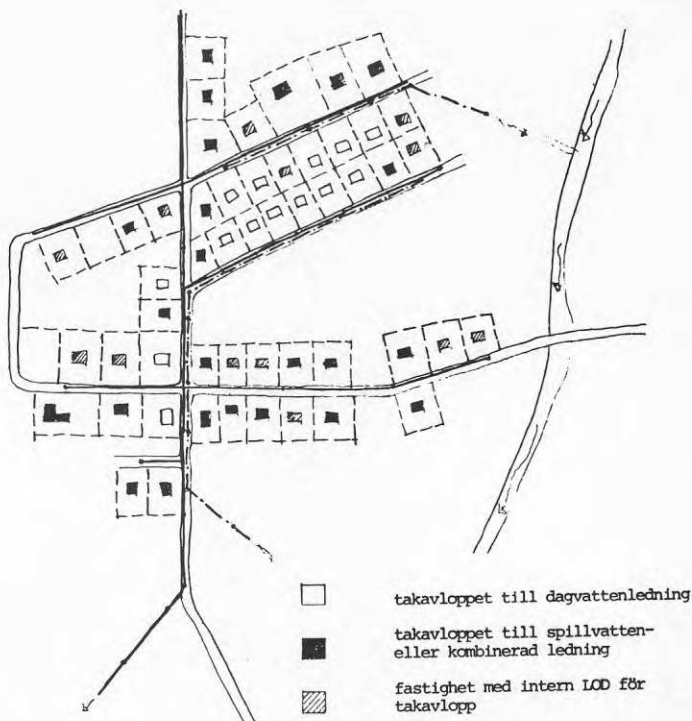 takavloppet till dagvattenledning
takavloppet till spillvatten-
eller kombinerad ledning
fastighet med intern LOD för
takavlopp